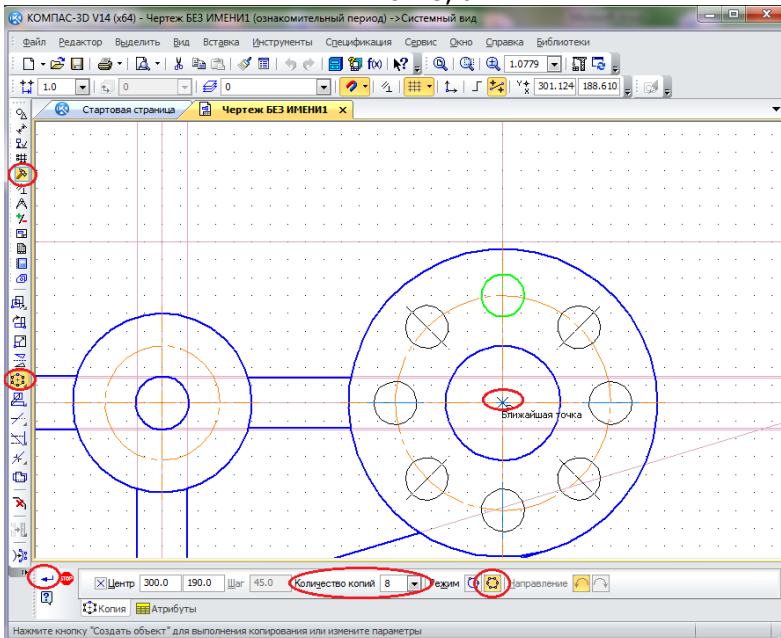 КОМПАС-3D V14 (x64) - Чертеж БЕЗ ИМЕНИ1 (ознакомительный период) ->Системный вид
Файл Редактор Выделить Вид Вставка Инструменты Спецификация Сервис Окно Справка Библиотеки
1.0779
1.0 0 0 301.124 188.610
Стартовая страница Чертеж БЕЗ ИМЕНИ1
Ближайшая точка
Центр 300.0 190.0 Шаг 45.0 Количество копий 8 Режим Направление
Копия Атрибуты
Нажмите кнопку "Создать объект" для выполнения копирования или измените параметры